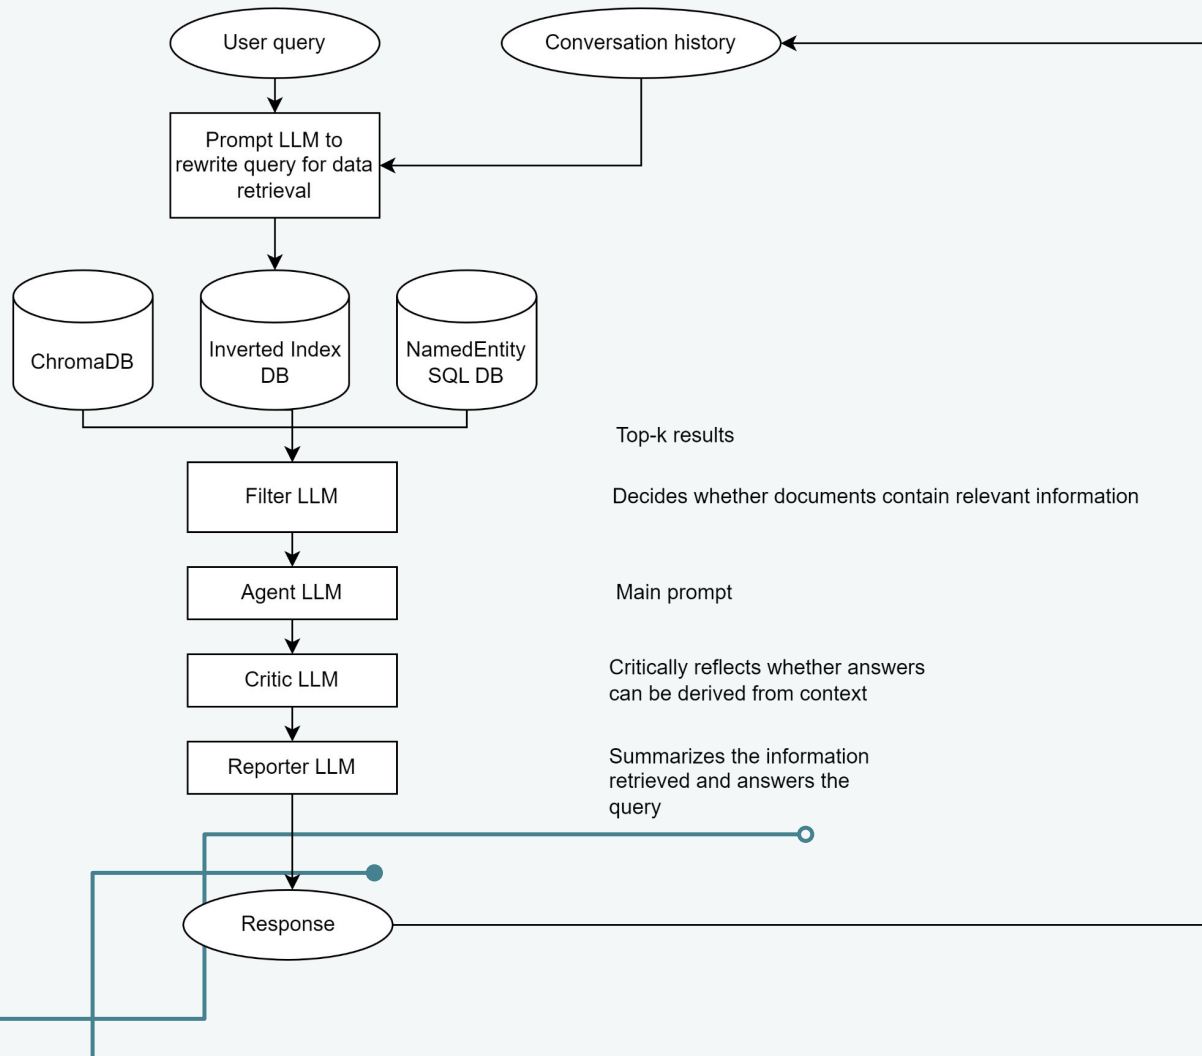 User query
Conversation history
Prompt LLM to
rewrite query for data
retrieval
ChromaDB
Inverted Index
DB
NamedEntity
SQL DB
Top-k results
Filter LLM
Decides whether documents contain relevant information
Agent LLM
Main prompt
Critic LLM
Critically reflects whether answers
can be derived from context
Reporter LLM
Summarizes the information
retrieved and answers the
query
Response